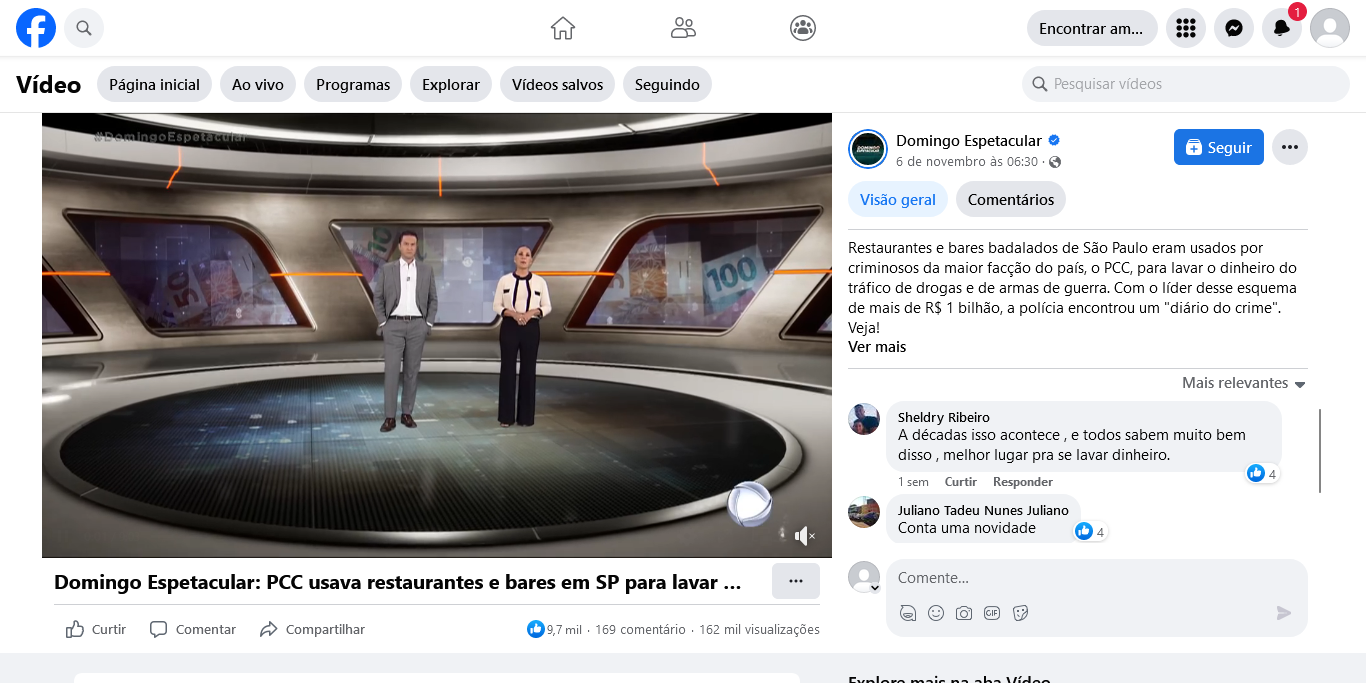 Encontrar am...
1
Vídeo
Página inicial
Ao vivo
Programas
Explorar
Vídeos salvos
Seguindo
Pesquisar vídeos
#DomingoEspetacular
50
100
Domingo Espetacular: PCC usava restaurantes e bares em SP para lavar ...
Curtir
Comentar
Compartilhar
9,7 mil · 169 comentário · 162 mil visualizações
DOMINGO
ESPETACULAR
Domingo Espetacular
6 de novembro às 06:30 ·
Seguir
Visão geral
Comentários
Restaurantes e bares badalados de São Paulo eram usados por
criminosos da maior facção do país, o PCC, para lavar o dinheiro do
tráfico de drogas e de armas de guerra. Com o líder desse esquema
de mais de R$ 1 bilhão, a polícia encontrou um "diário do crime".
Veja!
Ver mais
Mais relevantes
Sheldry Ribeiro
A décadas isso acontece , e todos sabem muito bem
disso , melhor lugar pra se lavar dinheiro.
4
1 sem Curtir Responder
Juliano Tadeu Nunes Juliano
Conta uma novidade
4
Comente...
GIF
Explore mais na aba Vídeo